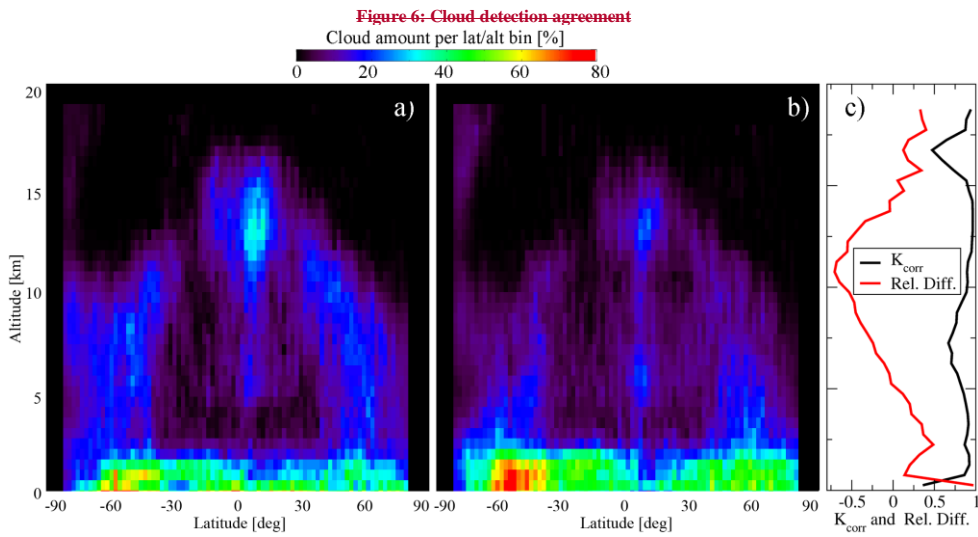 Figure 6: Cloud detection agreement
Cloud amount per lat/alt bin [%]
0 20 40 60 80
a) b) c)
20
15
10
5
0
Altitude [km]
K_corr
Rel. Diff.
-90 -60 -30 0 30 60 90
Latitude [deg]
-90 -60 -30 0 30 60 90
Latitude [deg]
-0.5 0 0.5 1
K_corr and Rel. Diff.